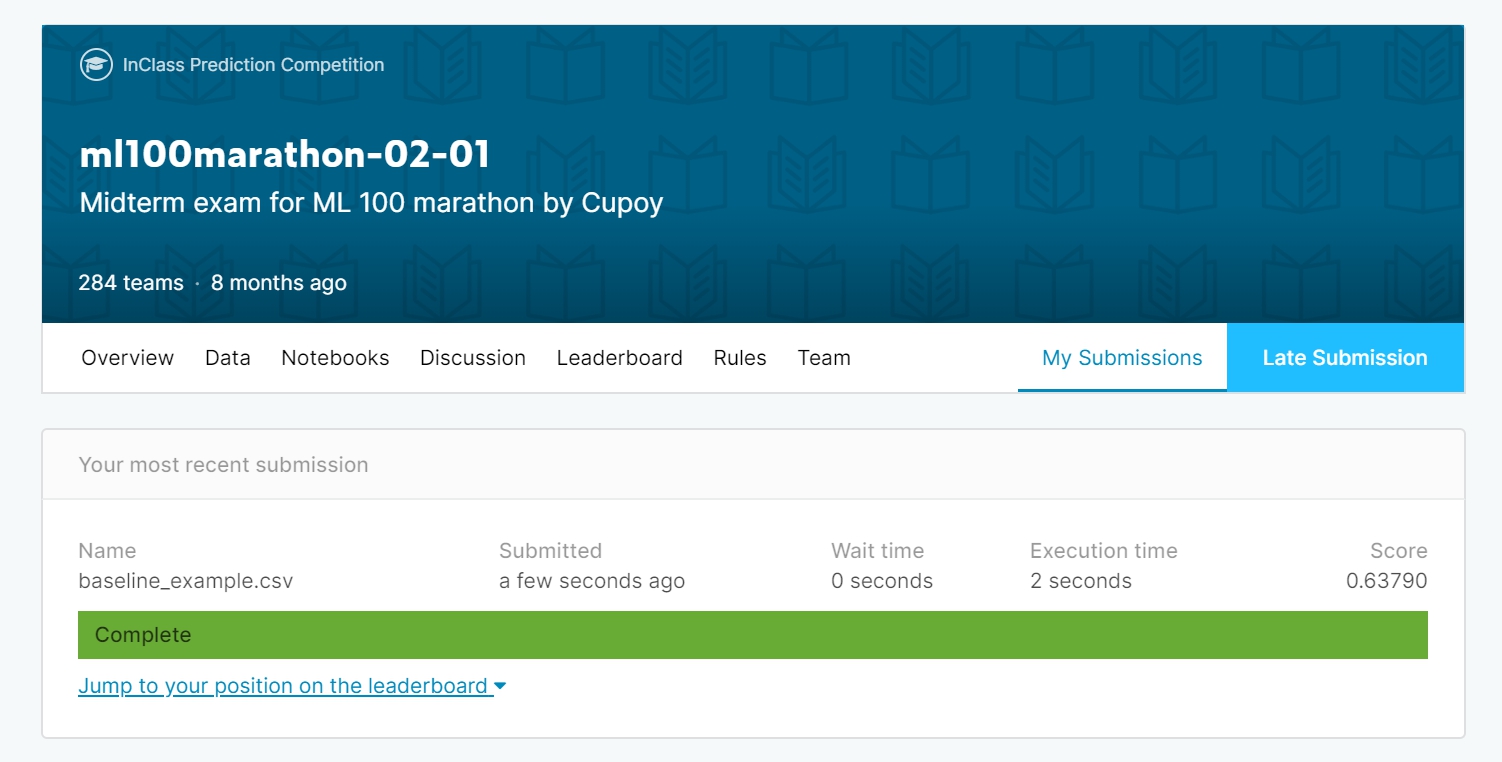 InClass Prediction Competition
ml100marathon-02-01
Midterm exam for ML 100 marathon by Cupoy
284 teams · 8 months ago
Overview Data Notebooks Discussion Leaderboard Rules Team My Submissions Late Submission
Your most recent submission
Name Submitted Wait time Execution time Score
baseline_example.csv a few seconds ago 0 seconds 2 seconds 0.63790
Complete
Jump to your position on the leaderboard